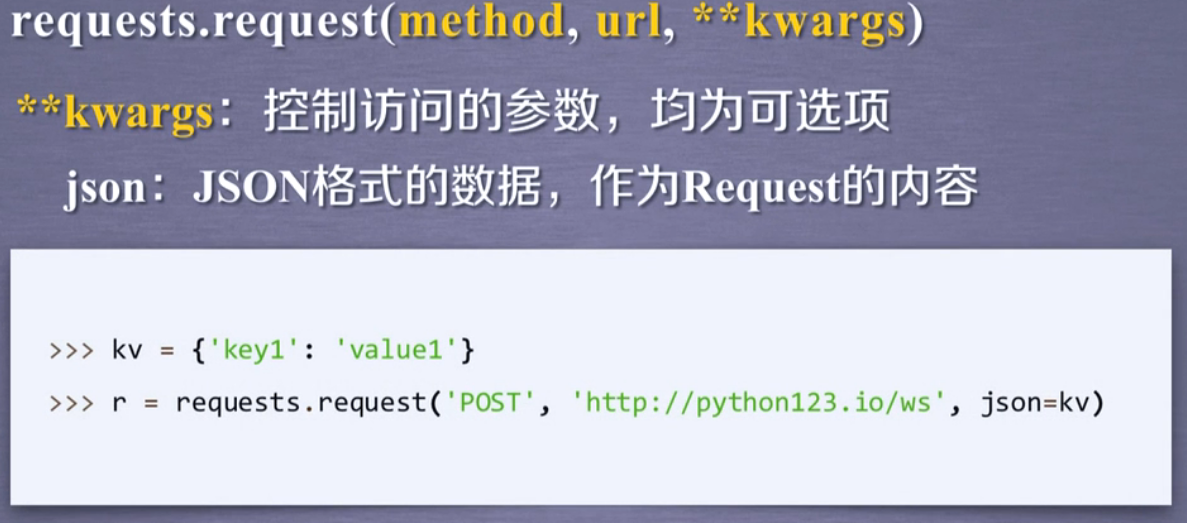 requests.request(method, url, **kwargs)
**kwargs：控制访问的参数，均为可选项
json：JSON格式的数据，作为Request的内容
>>> kv = {'key1': 'value1'}
>>> r = requests.request('POST', 'http://python123.io/ws', json=kv)